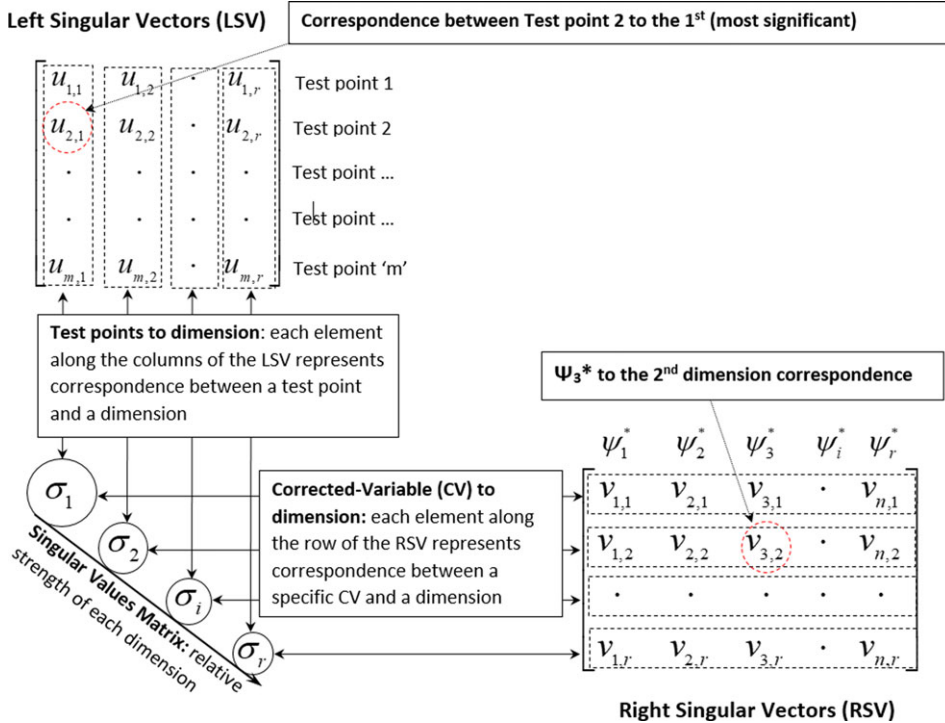 Left Singular Vectors (LSV)
Correspondence between Test point 2 to the 1st (most significant)
u1,1 u1,2 · u1,r Test point 1
u2,1 u2,2 · u2,r Test point 2
· · · · Test point ...
· · · · Test point ...
um,1 um,2 · um,r Test point ‘m’
Test points to dimension: each element
along the columns of the LSV represents
correspondence between a test point
and a dimension
Ψ3* to the 2nd dimension correspondence
σ1
σ2
σi
σr
Singular Values Matrix: relative
strength of each dimension
Corrected-Variable (CV) to
dimension: each element along
the row of the RSV represents
correspondence between a
specific CV and a dimension
ψ1* ψ2* ψ3* ψi* ψr*
v1,1 v2,1 v3,1 · vn,1
v1,2 v2,2 v3,2 · vn,2
· · · · ·
v1,r v2,r v3,r · vn,r
Right Singular Vectors (RSV)